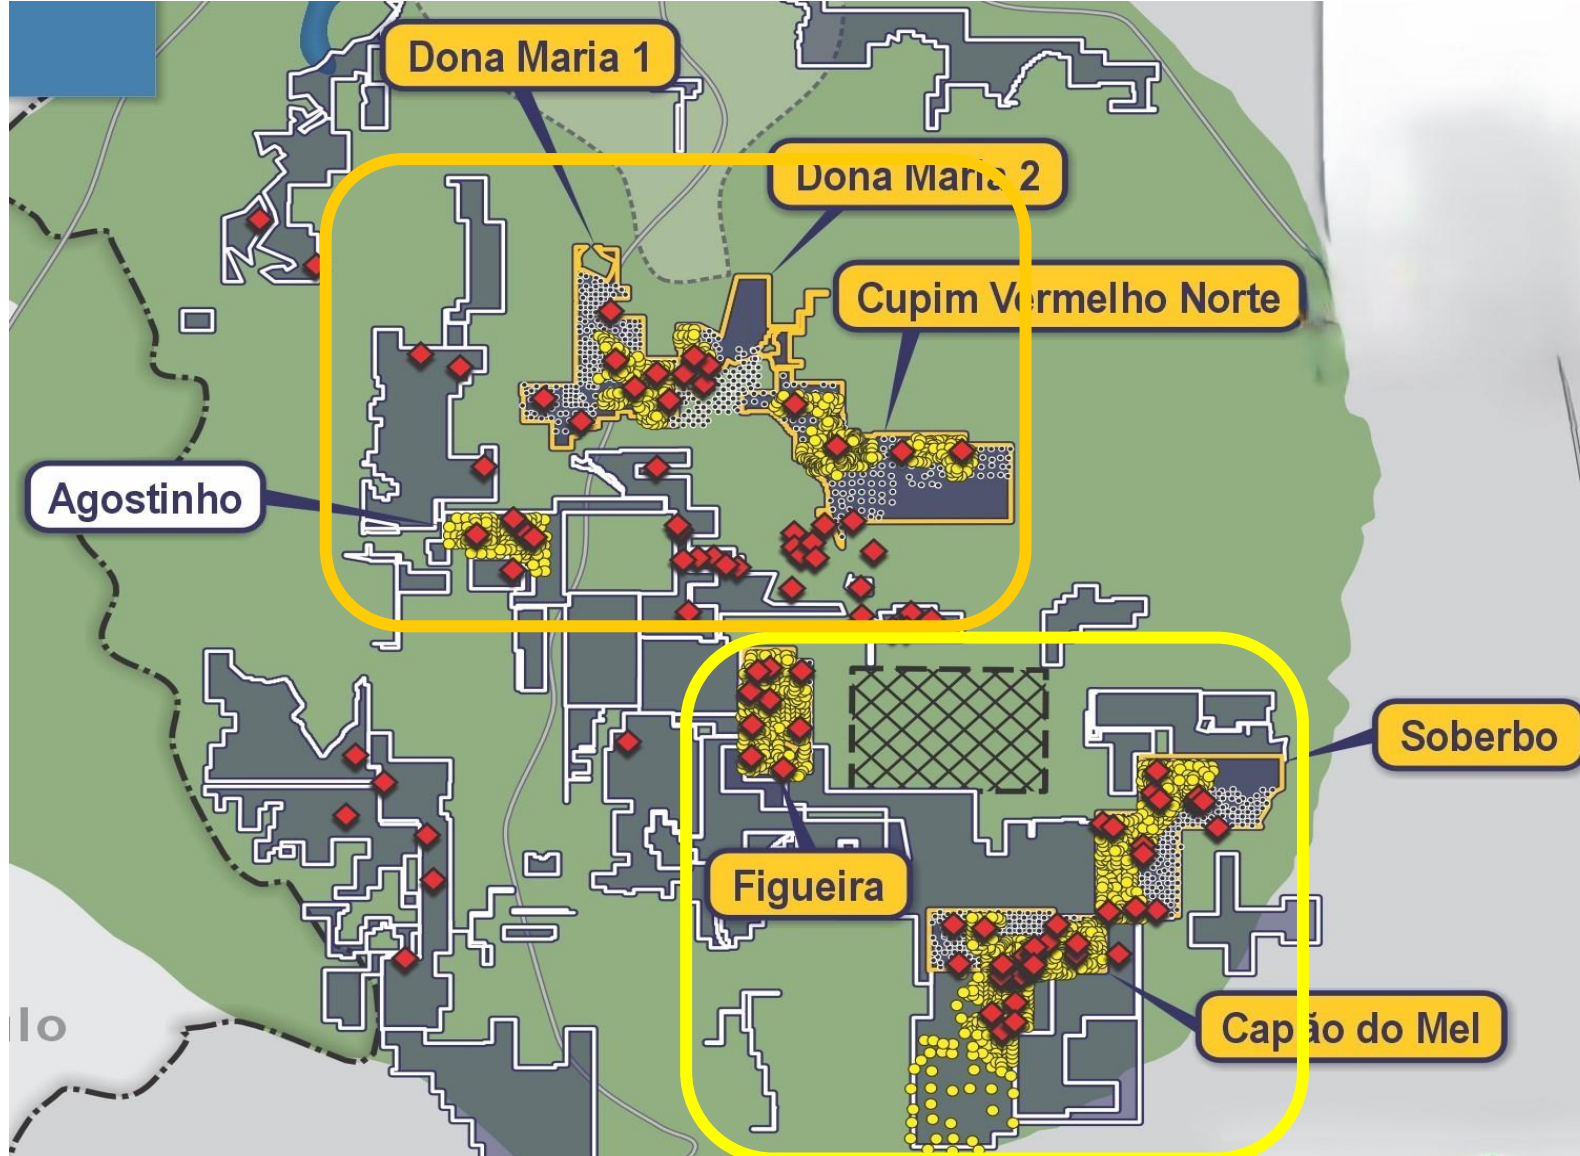 Dona Maria 1
Dona Maria 2
Cupim Vermelho Norte
Agostinho
Soberbo
Figueira
Capão do Mel
lo